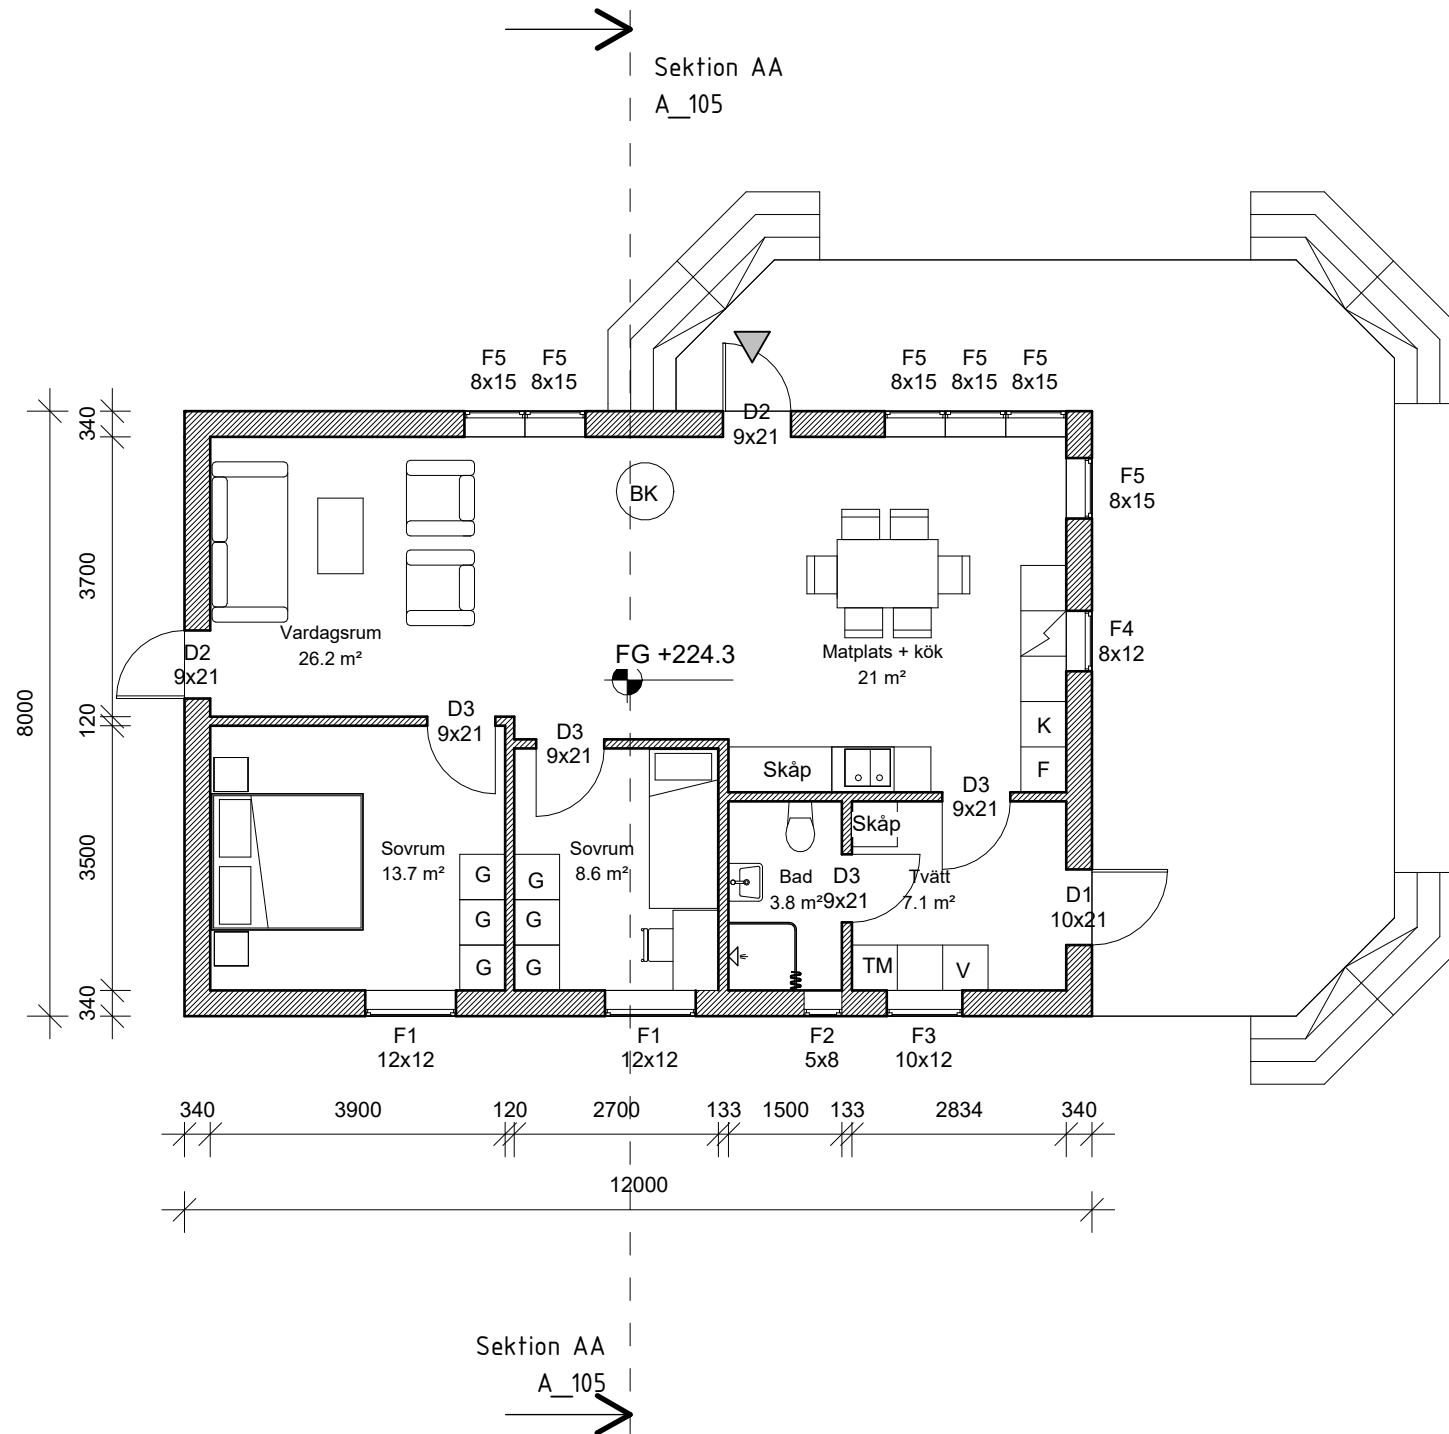 Sektion AA
A_105
F5 F5 F5 F5 F5
8x15 8x15 8x15 8x15 8x15
340
D2
9x21
F5
8x15
BK
3700
Vardagsrum
26.2 m²
FG +224.3
Matplats + kök
21 m²
F4
8x12
D2
9x21
8000
120
D3
9x21
D3
9x21
K
F
Skåp
D3
9x21
Skåp
3500
Sovrum
13.7 m²
G
G
G
Sovrum
8.6 m²
G
G
G
Bad
3.8 m²
D3
9x21
Tvätt
7.1 m²
D1
10x21
TM
V
340
F1
12x12
F1
12x12
F2
5x8
F3
10x12
340 3900 120 2700 133 1500 133 2834 340
12000
Sektion AA
A_105